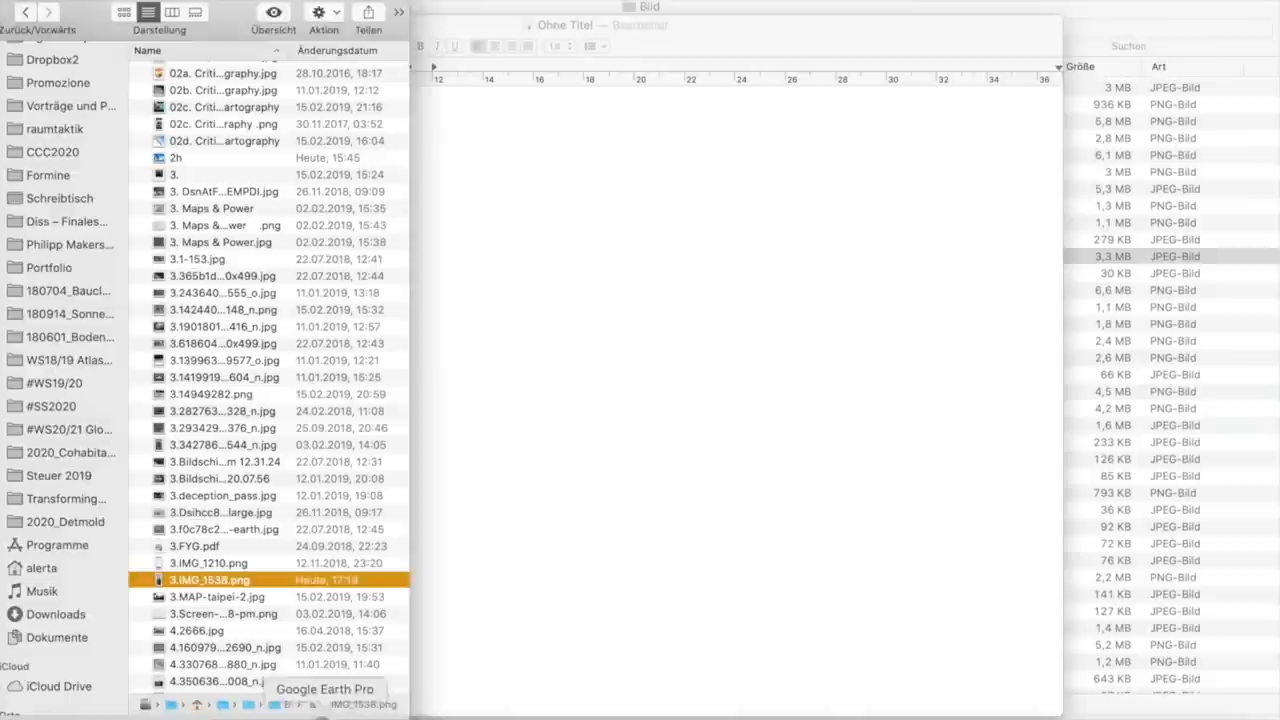 Bild
Zurück/Vorwärts
Darstellung
Übersicht
Aktion
Teilen
Ohne Titel — Bearbeitet
B I U
1,0
Suchen
Name
Änderungsdatum
Größe
Art
12 14 16 18 20 22 24 26 28 30 32 34 36
Dropbox2
Promozione
Vorträge und P...
raumtaktik
CCC2020
Formine
Schreibtisch
Diss – Finales...
Philipp Makers...
Portfolio
180704_Baucl...
180914_Sonne...
180601_Boden...
WS18/19 Atlas...
#WS19/20
#SS2020
#WS20/21 Glo...
2020_Cohabita...
Steuer 2019
Transforming...
2020_Detmold
Programme
alerta
Musik
Downloads
Dokumente
iCloud
iCloud Drive
02a. Criti...graphy.jpg 28.10.2016, 18:17
02b. Criti...graphy.jpg 11.01.2019, 12:12
02c. Criti...artography 15.02.2019, 21:16
02c. Criti...raphy .png 30.11.2017, 03:52
02d. Criti...artography 15.02.2019, 16:04
2h Heute, 15:45
3. 15.02.2019, 15:24
3. DsnAtF...EMPDI.jpg 26.11.2018, 09:09
3. Maps & Power 02.02.2019, 15:35
3. Maps &...wer .png 02.02.2019, 15:43
3. Maps & Power.jpg 02.02.2019, 15:38
3.1-153.jpg 22.07.2018, 12:41
3.365b1d...0x499.jpg 22.07.2018, 12:44
3.243640...555_o.jpg 11.01.2019, 13:18
3.142440...148_n.png 15.02.2019, 15:32
3.1901801...416_n.jpg 11.01.2019, 12:57
3.618604...0x499.jpg 22.07.2018, 12:43
3.139963...9577_o.jpg 11.01.2019, 12:21
3.1419919...604_n.jpg 11.01.2019, 15:25
3.14949282.png 15.02.2019, 20:59
3.282763...328_n.jpg 24.02.2018, 11:08
3.293429...376_n.jpg 25.09.2018, 20:46
3.342786...544_n.jpg 03.02.2019, 14:05
3.Bildschi...m 12.31.24 22.07.2018, 12:31
3.Bildschi...20.07.56 12.01.2019, 20:08
3.deception_pass.jpg 12.01.2019, 19:08
3.Dsihcc8...large.jpg 26.11.2018, 09:17
3.f0c78c2...-earth.jpg 22.07.2018, 12:45
3.FYG.pdf 24.09.2018, 22:23
3.IMG_1210.png 12.11.2018, 23:20
3.IMG_1538.png Heute,
3.MAP-taipei-2.jpg 15.02.2019, 19:53
3.Screen-...8-pm.png 03.02.2019, 14:06
4.2666.jpg 16.04.2018, 15:37
4.160979...2690_n.jpg 15.02.2019, 15:31
4.330768...880_n.jpg 11.01.2019, 11:40
4.350636...008_n.j
Google Earth Pro
IMG_1538.png
3 MB JPEG-Bild
936 KB PNG-Bild
5,8 MB PNG-Bild
2,8 MB PNG-Bild
6,1 MB PNG-Bild
3 MB PNG-Bild
5,3 MB JPEG-Bild
1,3 MB PNG-Bild
1,1 MB PNG-Bild
279 KB JPEG-Bild
3,3 MB JPEG-Bild
30 KB JPEG-Bild
6,6 MB PNG-Bild
1,1 MB PNG-Bild
1,8 MB PNG-Bild
2,4 MB PNG-Bild
2,6 MB PNG-Bild
66 KB JPEG-Bild
4,5 MB PNG-Bild
4,2 MB PNG-Bild
1,6 MB PNG-Bild
233 KB JPEG-Bild
126 KB JPEG-Bild
85 KB JPEG-Bild
793 KB PNG-Bild
36 KB JPEG-Bild
92 KB JPEG-Bild
72 KB JPEG-Bild
76 KB JPEG-Bild
2,2 MB PNG-Bild
141 KB JPEG-Bild
127 KB JPEG-Bild
1,4 MB JPEG-Bild
5,2 MB PNG-Bild
1,2 MB PNG-Bild
643 KB JPEG-Bild